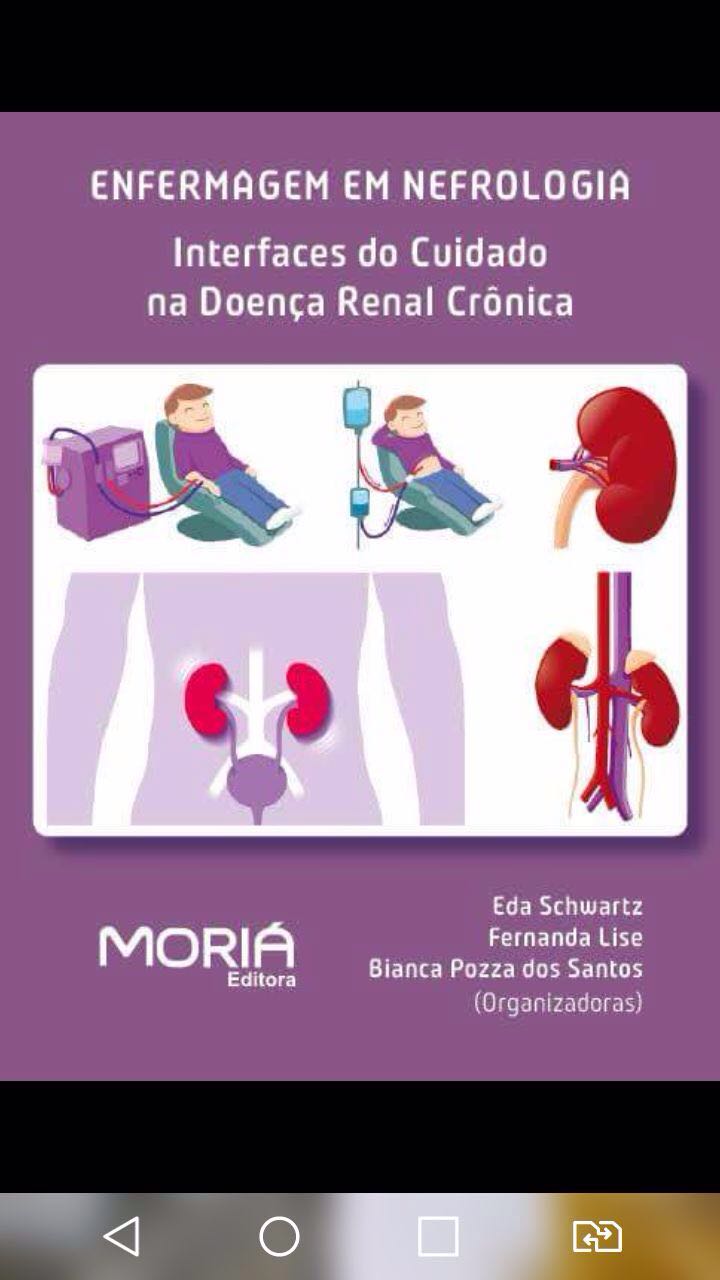 ENFERMAGEM EM NEFROLOGIA
Interfaces do Cuidado
na Doença Renal Crônica
MORIÁ
Editora
Eda Schwartz
Fernanda Lise
Bianca Pozza dos Santos
(Organizadoras)